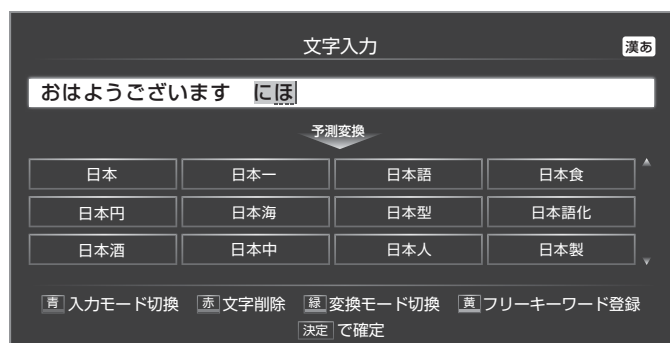 文字入力
漢あ
おはようございます　にほ
予測変換
日本 日本一 日本語 日本食
日本円 日本海 日本型 日本語化
日本酒 日本中 日本人 日本製
青 入力モード切換 赤 文字削除 緑 変換モード切換 黄 フリーキーワード登録
決定 で確定